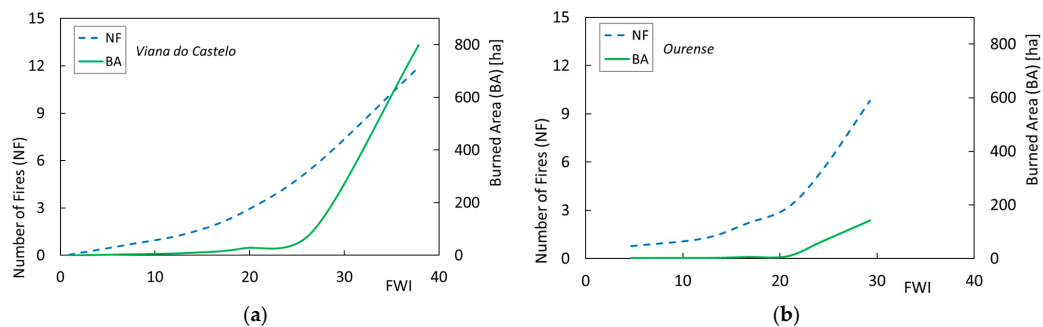 15
12
9
6
3
0
Number of Fires (NF)
NF
BA
Viana do Castelo
800
600
400
200
0
Burned Area (BA) [ha]
0
10
20
30
40
FWI
(a)
15
12
9
6
3
0
Number of Fires (NF)
NF
BA
Ourense
800
600
400
200
0
Burned Area (BA) [ha]
0
10
20
30
40
FWI
(b)